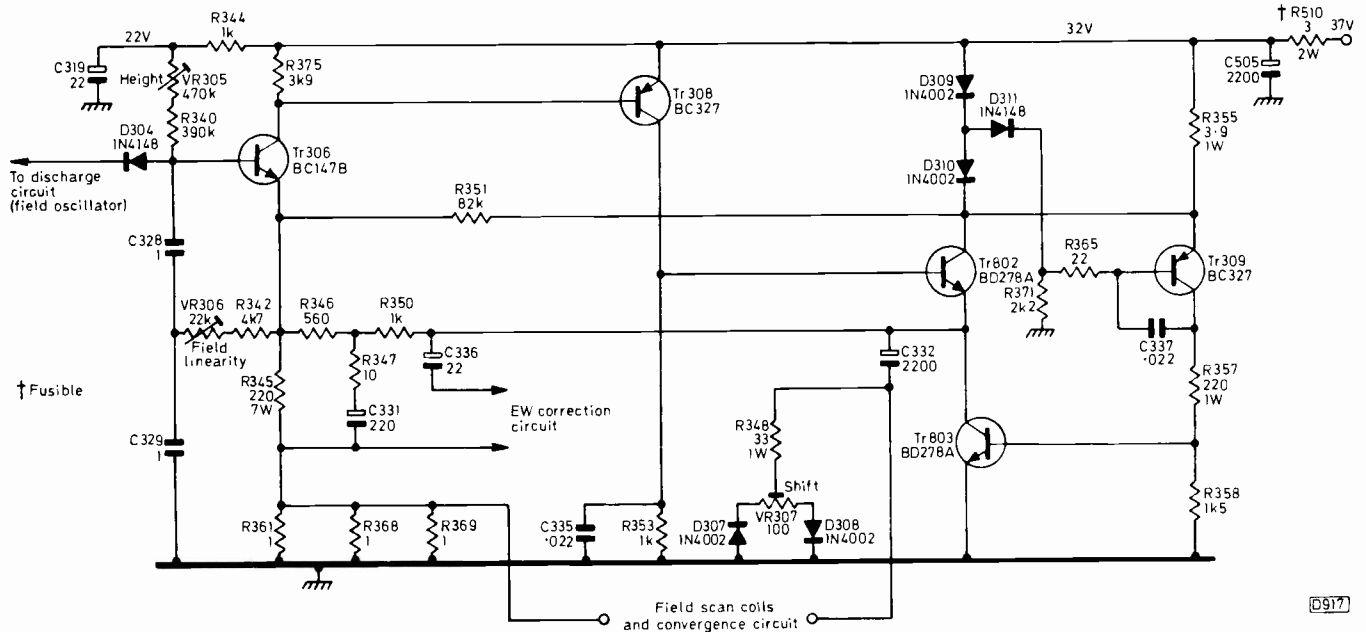 R344
1k
22V
C319
22
Height
VR305
470k
R340
390k
D304
1N4148
R375
3k9
Tr306
BC147B
To discharge
circuit
(field oscillator)
Tr308
BC327
32V
D309
1N4002
D311
1N4148
D310
1N4002
† R510
3
2W
37V
C505
2200
R355
3·9
1W
R351
82k
C328
1
VR306
22k
R342
4k7
Field
linearity
R346
560
R350
1k
R347
10
C336
22
C331
220
R345
220
7W
EW correction
circuit
† Fusible
C329
1
R361
1
R368
1
R369
1
C335
·022
R353
1k
C332
2200
R348
33
1W
Shift
VR307
100
D307
1N4002
D308
1N4002
Tr802
BD278A
Tr803
BD278A
R365
22
R371
2k2
Tr309
BC327
C337
·022
R357
220
1W
R358
1k5
Field scan coils
and convergence circuit
D917